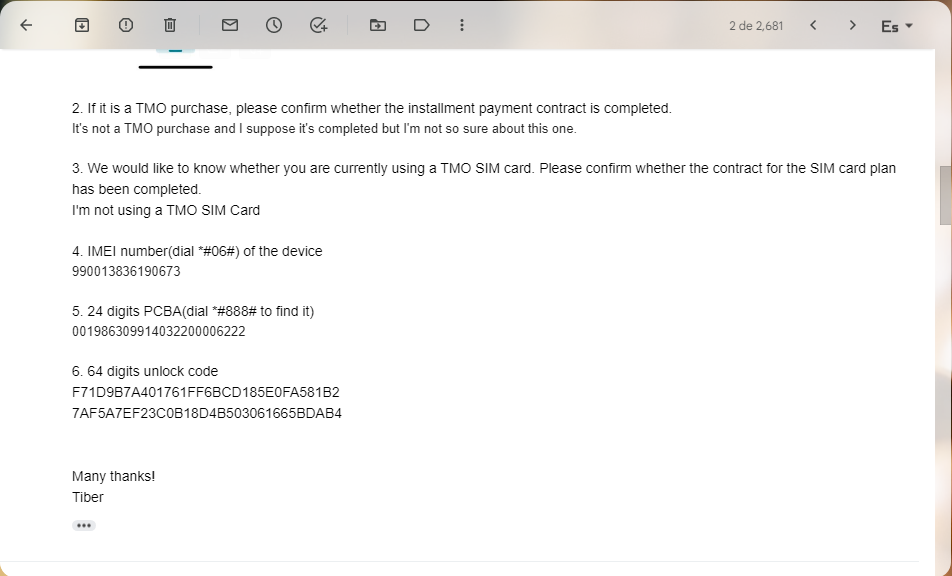 2 de 2,681
Es
2. If it is a TMO purchase, please confirm whether the installment payment contract is completed.
It's not a TMO purchase and I suppose it's completed but I'm not so sure about this one.
3. We would like to know whether you are currently using a TMO SIM card. Please confirm whether the contract for the SIM card plan
has been completed.
I'm not using a TMO SIM Card
4. IMEI number(dial *#06#) of the device
990013836190673
5. 24 digits PCBA(dial *#888# to find it)
001986309914032200006222
6. 64 digits unlock code
F71D9B7A401761FF6BCD185E0FA581B2
7AF5A7EF23C0B18D4B503061665BDAB4
Many thanks!
Tiber